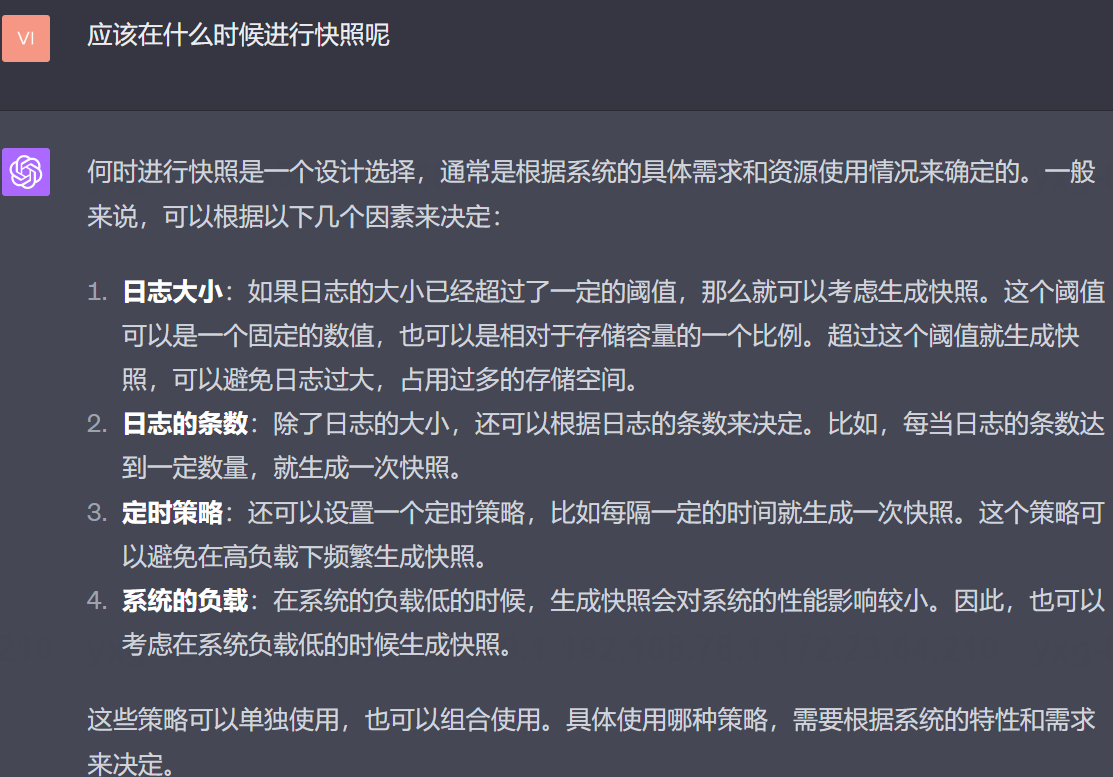 VI
应该在什么时候进行快照呢
何时进行快照是一个设计选择，通常是根据系统的具体需求和资源使用情况来确定的。一般
来说，可以根据以下几个因素来决定：
1. 日志大小：如果日志的大小已经超过了一定的阈值，那么就可以考虑生成快照。这个阈值
可以是一个固定的数值，也可以是相对于存储容量的一个比例。超过这个阈值就生成快
照，可以避免日志过大，占用过多的存储空间。
2. 日志的条数：除了日志的大小，还可以根据日志的条数来决定。比如，每当日志的条数达
到一定数量，就生成一次快照。
3. 定时策略：还可以设置一个定时策略，比如每隔一定的时间就生成一次快照。这个策略可
以避免在高负载下频繁生成快照。
4. 系统的负载：在系统的负载低的时候，生成快照会对系统的性能影响较小。因此，也可以
考虑在系统负载低的时候生成快照。
这些策略可以单独使用，也可以组合使用。具体使用哪种策略，需要根据系统的特性和需求
来决定。